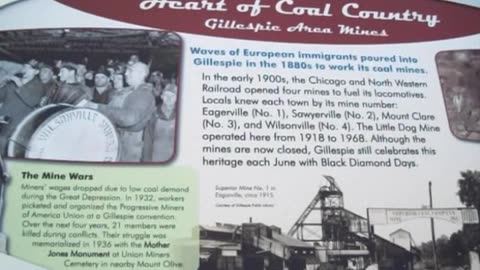 Heart of Coal Country
Gillespie Area Mines
Waves of European immigrants poured into
Gillespie in the 1880s to work its coal mines.
In the early 1900s, the Chicago and North Western
Railroad opened four mines to fuel its locomotives.
Locals knew each town by its mine number:
Eagerville (No. 1), Sawyerville (No. 2), Mount Clare
(No. 3), and Wilsonville (No. 4). The Little Dog Mine
operated here from 1918 to 1968. Although the
mines are now closed, Gillespie still celebrates this
heritage each June with Black Diamond Days.
WILSONVILLE
The Mine Wars
Miners' wages dropped due to low coal demand
during the Great Depression. In 1932, workers
picketed and organized the Progressive Miners
of America Union at a Gillespie convention.
Over the next four years, 21 members were
killed during conflicts. Their struggle was
memorialized in 1936 with the Mother
Jones Monument at Union Miners
Cemetery in nearby Mount Olive.
Superior Mine No. 1 in
Eagerville, circa 1915.
Courtesy of Gillespie Public Library